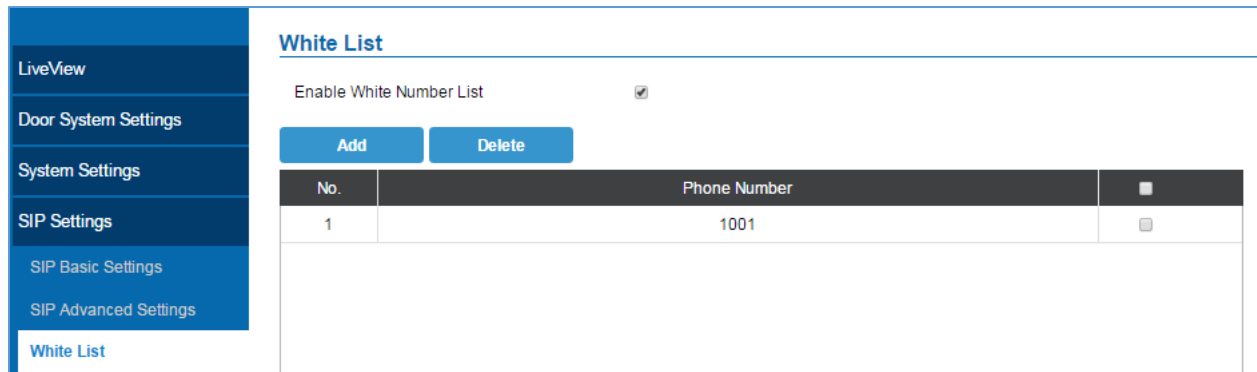 LiveView
Door System Settings
System Settings
SIP Settings
SIP Basic Settings
SIP Advanced Settings
White List
White List
Enable White Number List
Add Delete
No. Phone Number
1 1001